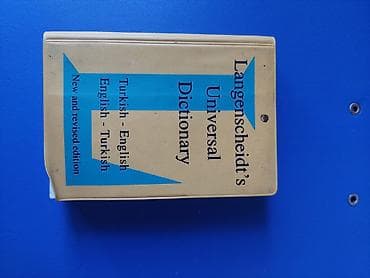 Langenscheidt's
Universal
Dictionary
Turkish - English
English - Turkish
New and revised edition